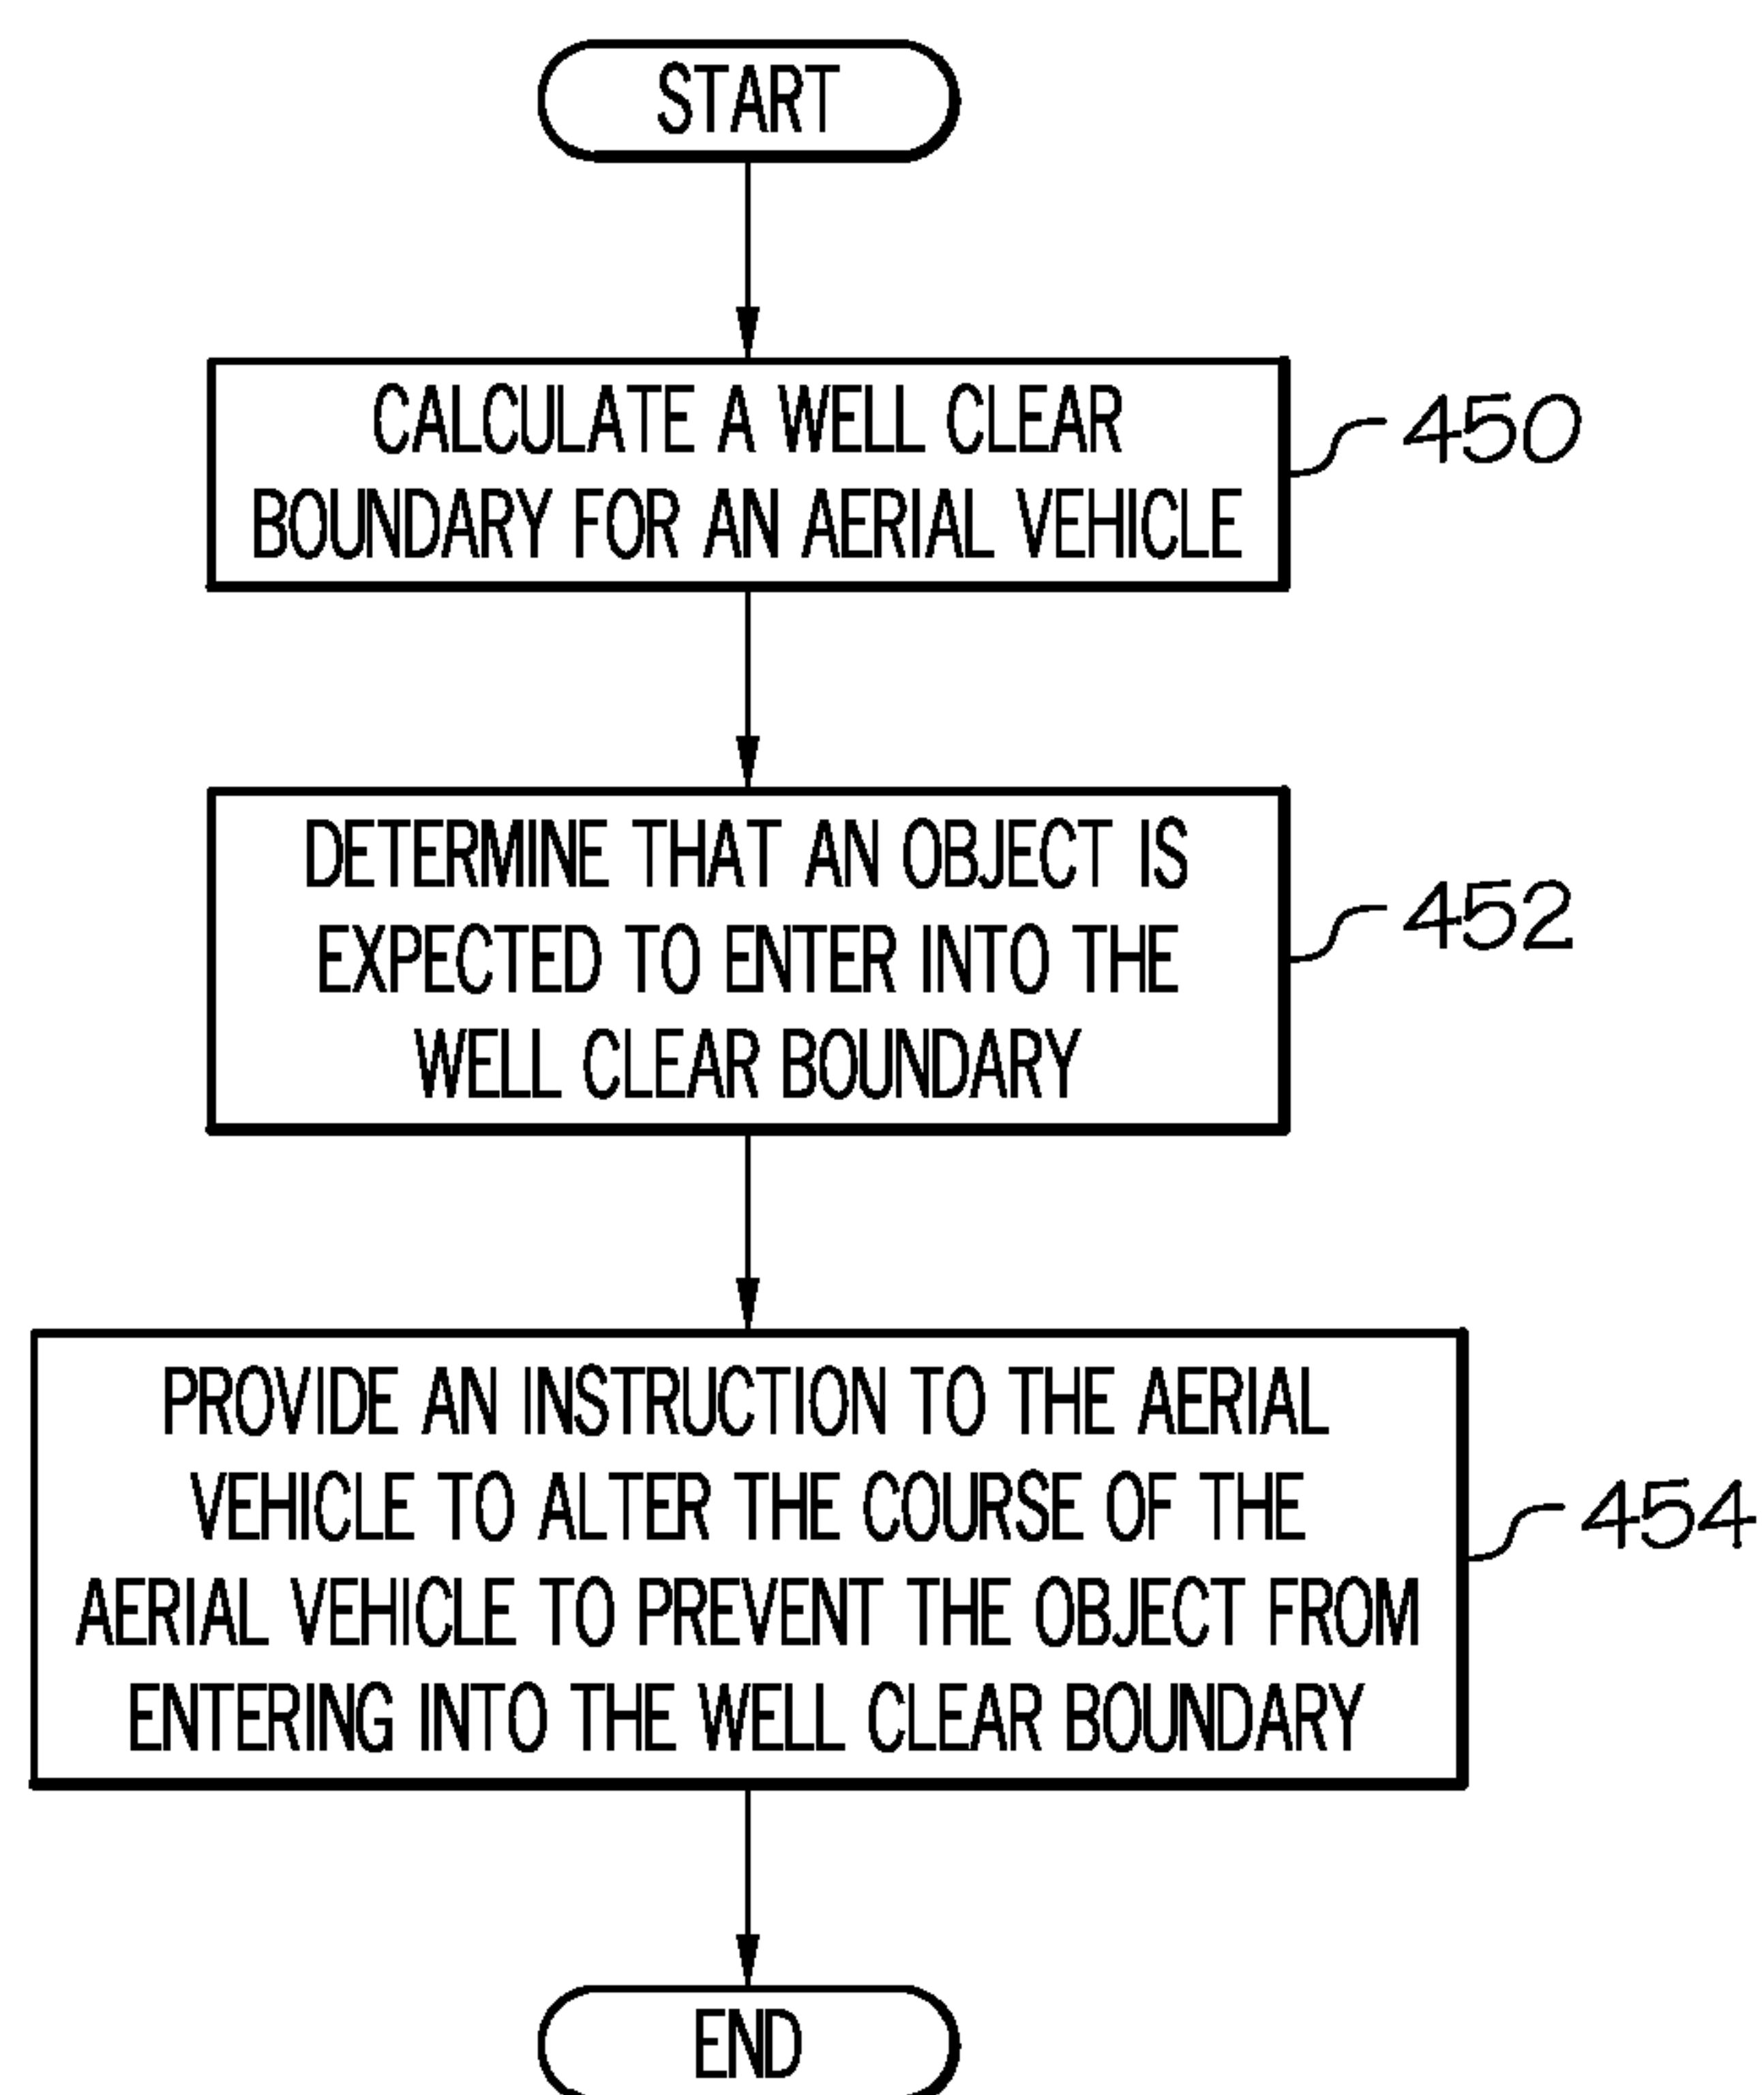 START
CALCULATE A WELL CLEAR
BOUNDARY FOR AN AERIAL VEHICLE
450
DETERMINE THAT AN OBJECT IS
EXPECTED TO ENTER INTO THE
WELL CLEAR BOUNDARY
452
PROVIDE AN INSTRUCTION TO THE AERIAL
VEHICLE TO ALTER THE COURSE OF THE
AERIAL VEHICLE TO PREVENT THE OBJECT FROM
ENTERING INTO THE WELL CLEAR BOUNDARY
454
END